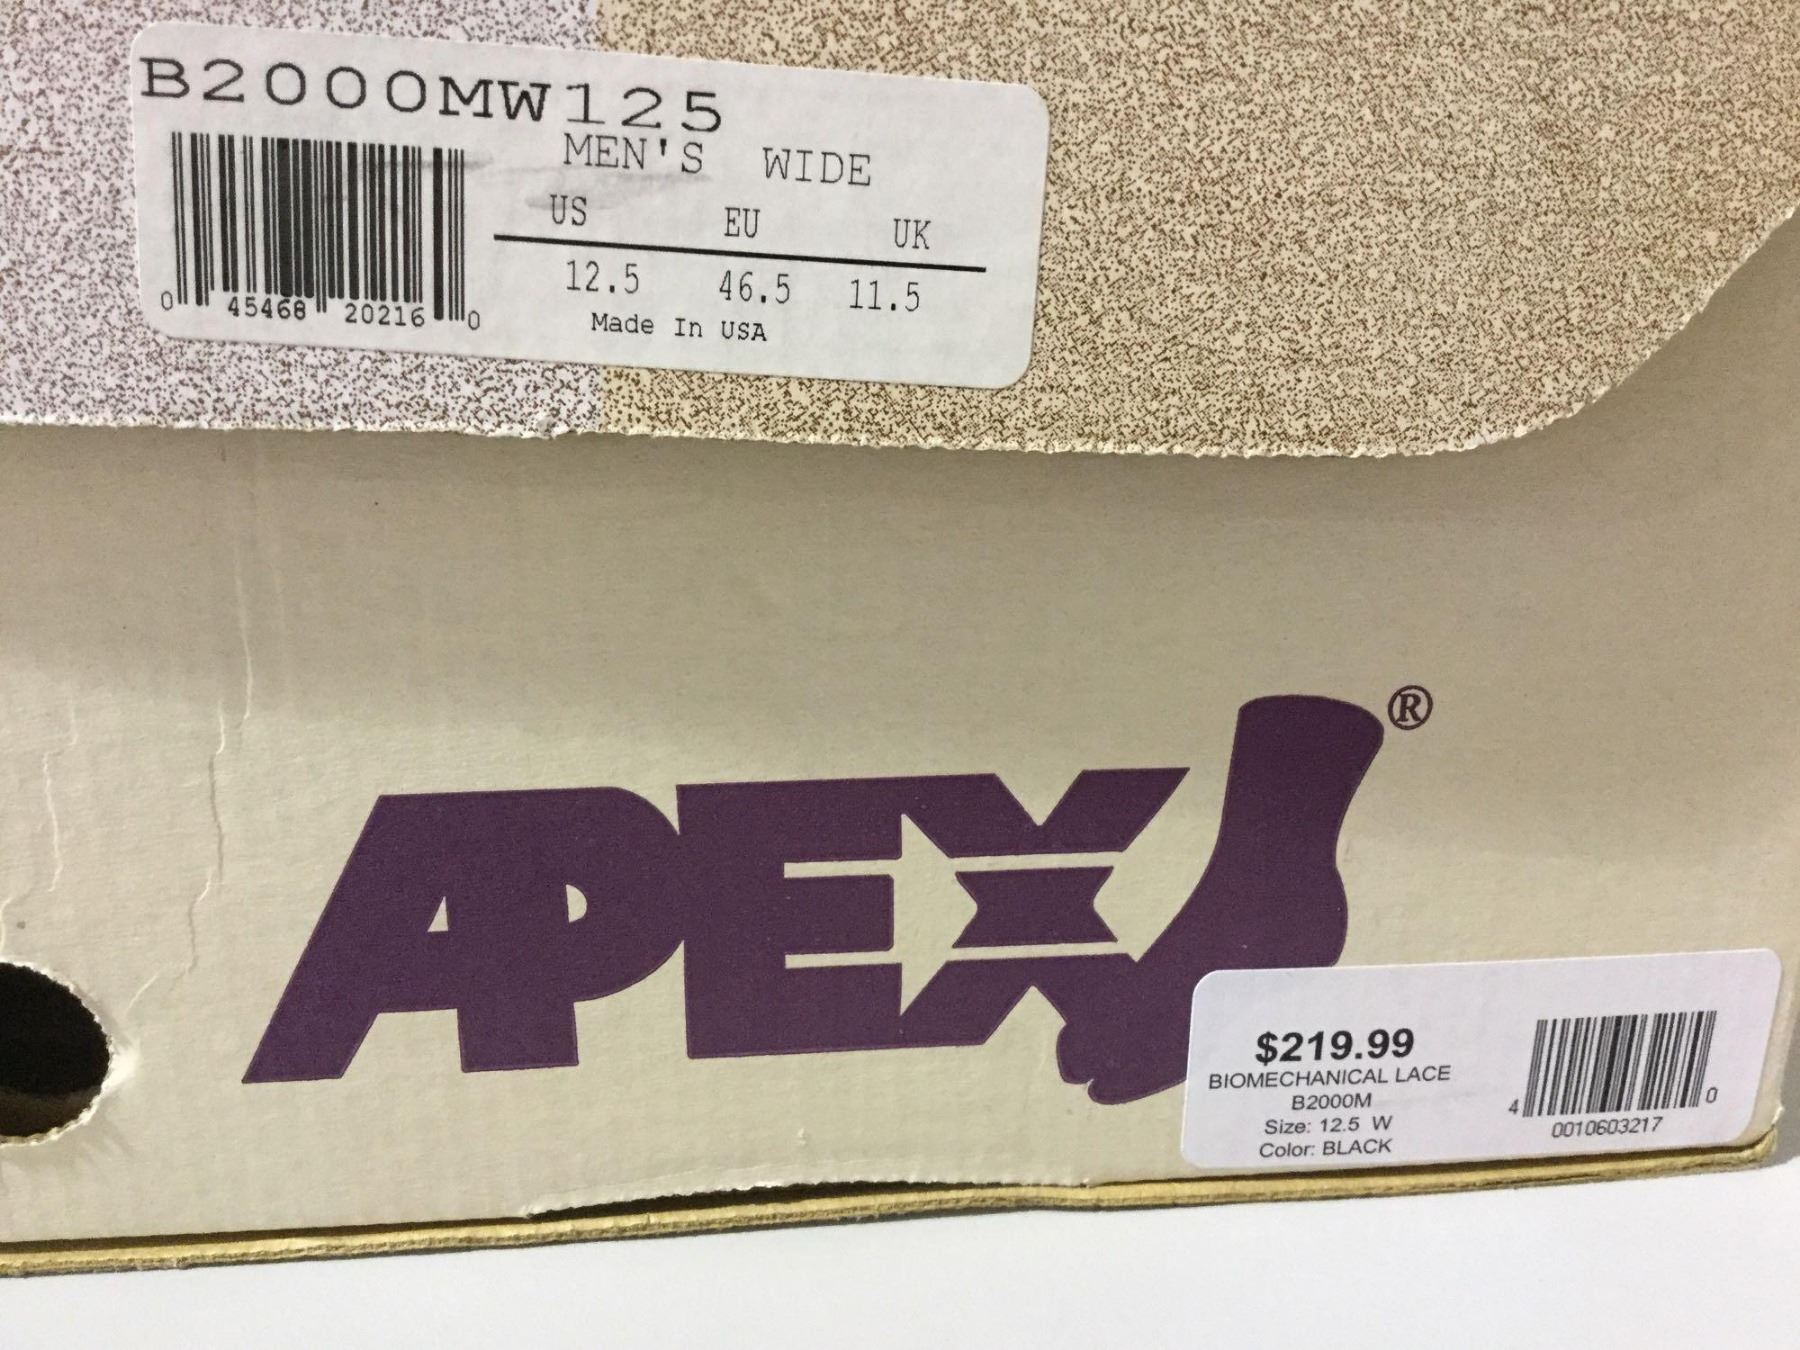 B2000MW125
MEN'S WIDE
US EU UK
12.5 46.5 11.5
Made In USA
0 45468 20216 0
APEX®
$219.99
BIOMECHANICAL LACE
B2000M
Size: 12.5 W
Color: BLACK
4 0010603217 0